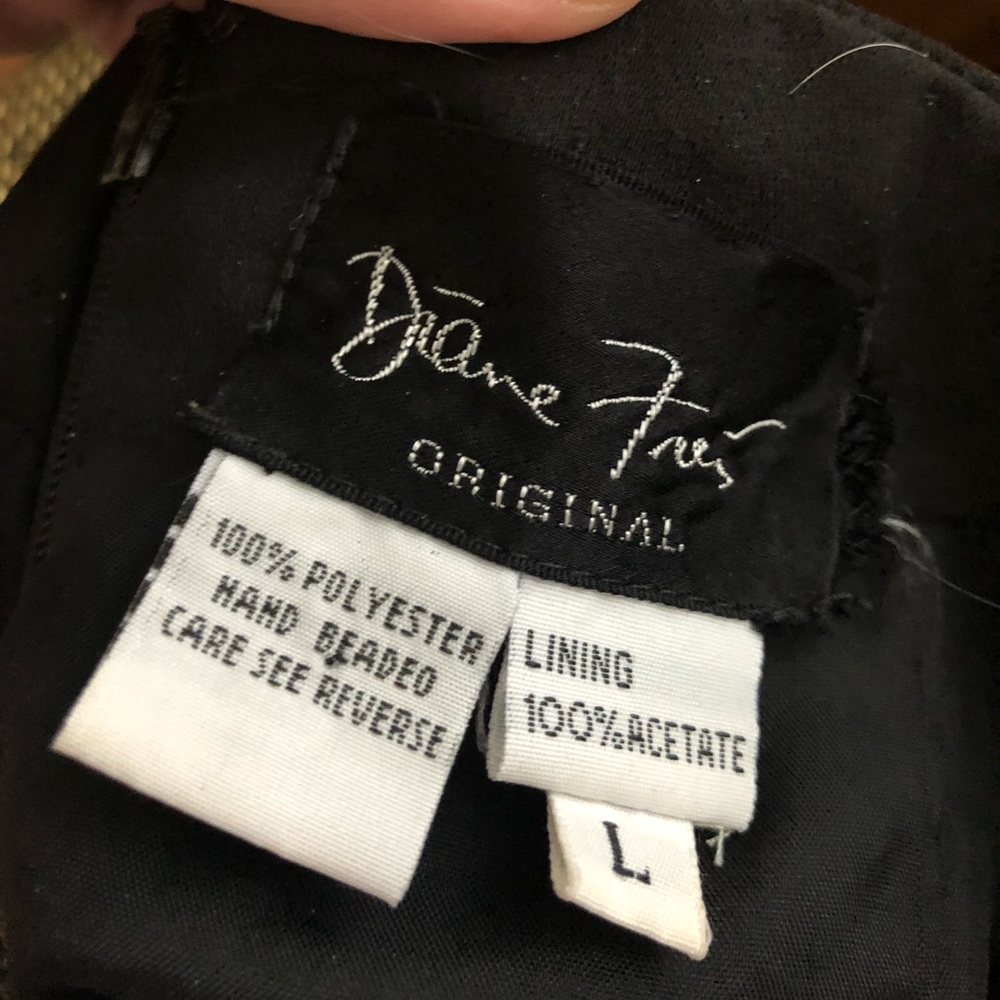 Diane Freis
ORIGINAL
100% POLYESTER
HAND BEADED
CARE SEE REVERSE
LINING
100% ACETATE
L